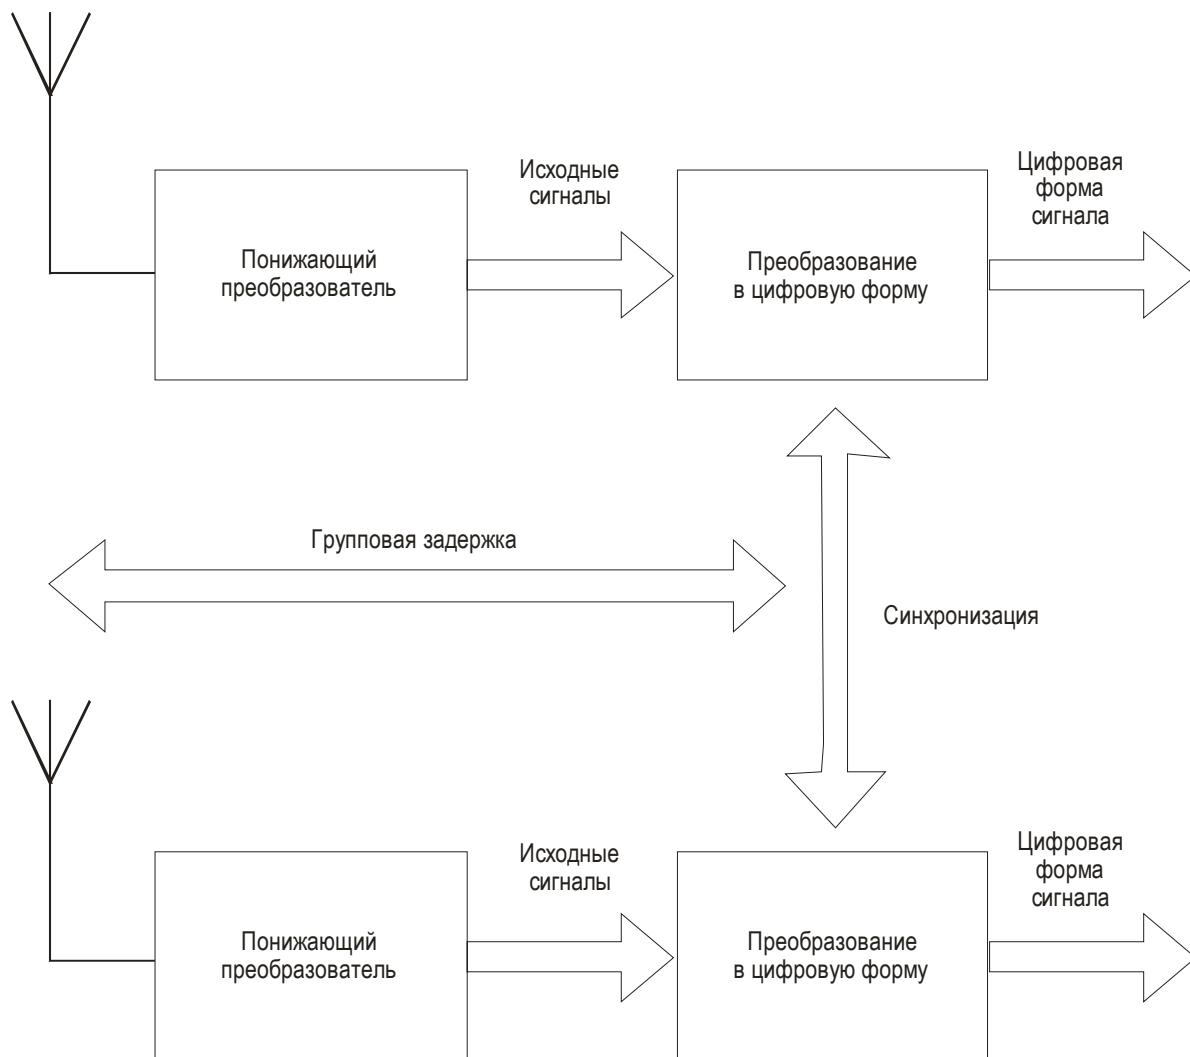 Исходные
сигналы
Цифровая
форма
сигнала
Понижающий
преобразователь
Преобразование
в цифровую форму
Групповая задержка
Синхронизация
Исходные
сигналы
Цифровая
форма
сигнала
Понижающий
преобразователь
Преобразование
в цифровую форму